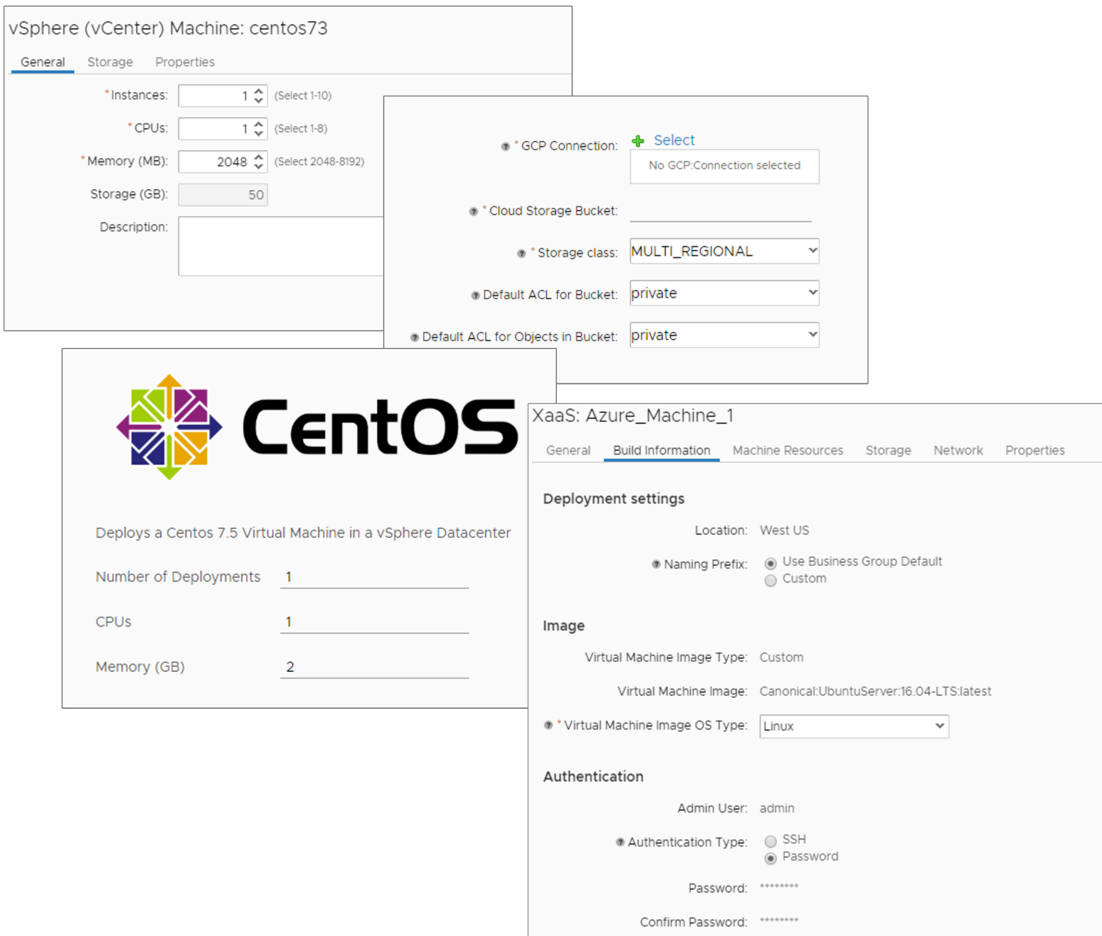 vSphere (vCenter) Machine: centos73
General Storage Properties
*Instances: 1 (Select 1-10)
*CPUs: 1 (Select 1-8)
*Memory (MB): 2048 (Select 2048-8192)
Storage (GB): 50
Description:
* GCP Connection: Select
No GCP:Connection selected
* Cloud Storage Bucket:
* Storage class: MULTI_REGIONAL
Default ACL for Bucket: private
Default ACL for Objects in Bucket: private
CentOS
Deploys a Centos 7.5 Virtual Machine in a vSphere Datacenter
Number of Deployments 1
CPUs 1
Memory (GB) 2
XaaS: Azure_Machine_1
General Build Information Machine Resources Storage Network Properties
Deployment settings
Location: West US
Naming Prefix: Use Business Group Default
Custom
Image
Virtual Machine Image Type: Custom
Virtual Machine Image: Canonical:UbuntuServer:16.04-LTS:latest
* Virtual Machine Image OS Type: Linux
Authentication
Admin User: admin
Authentication Type: SSH
Password
Password: ********
Confirm Password: ********